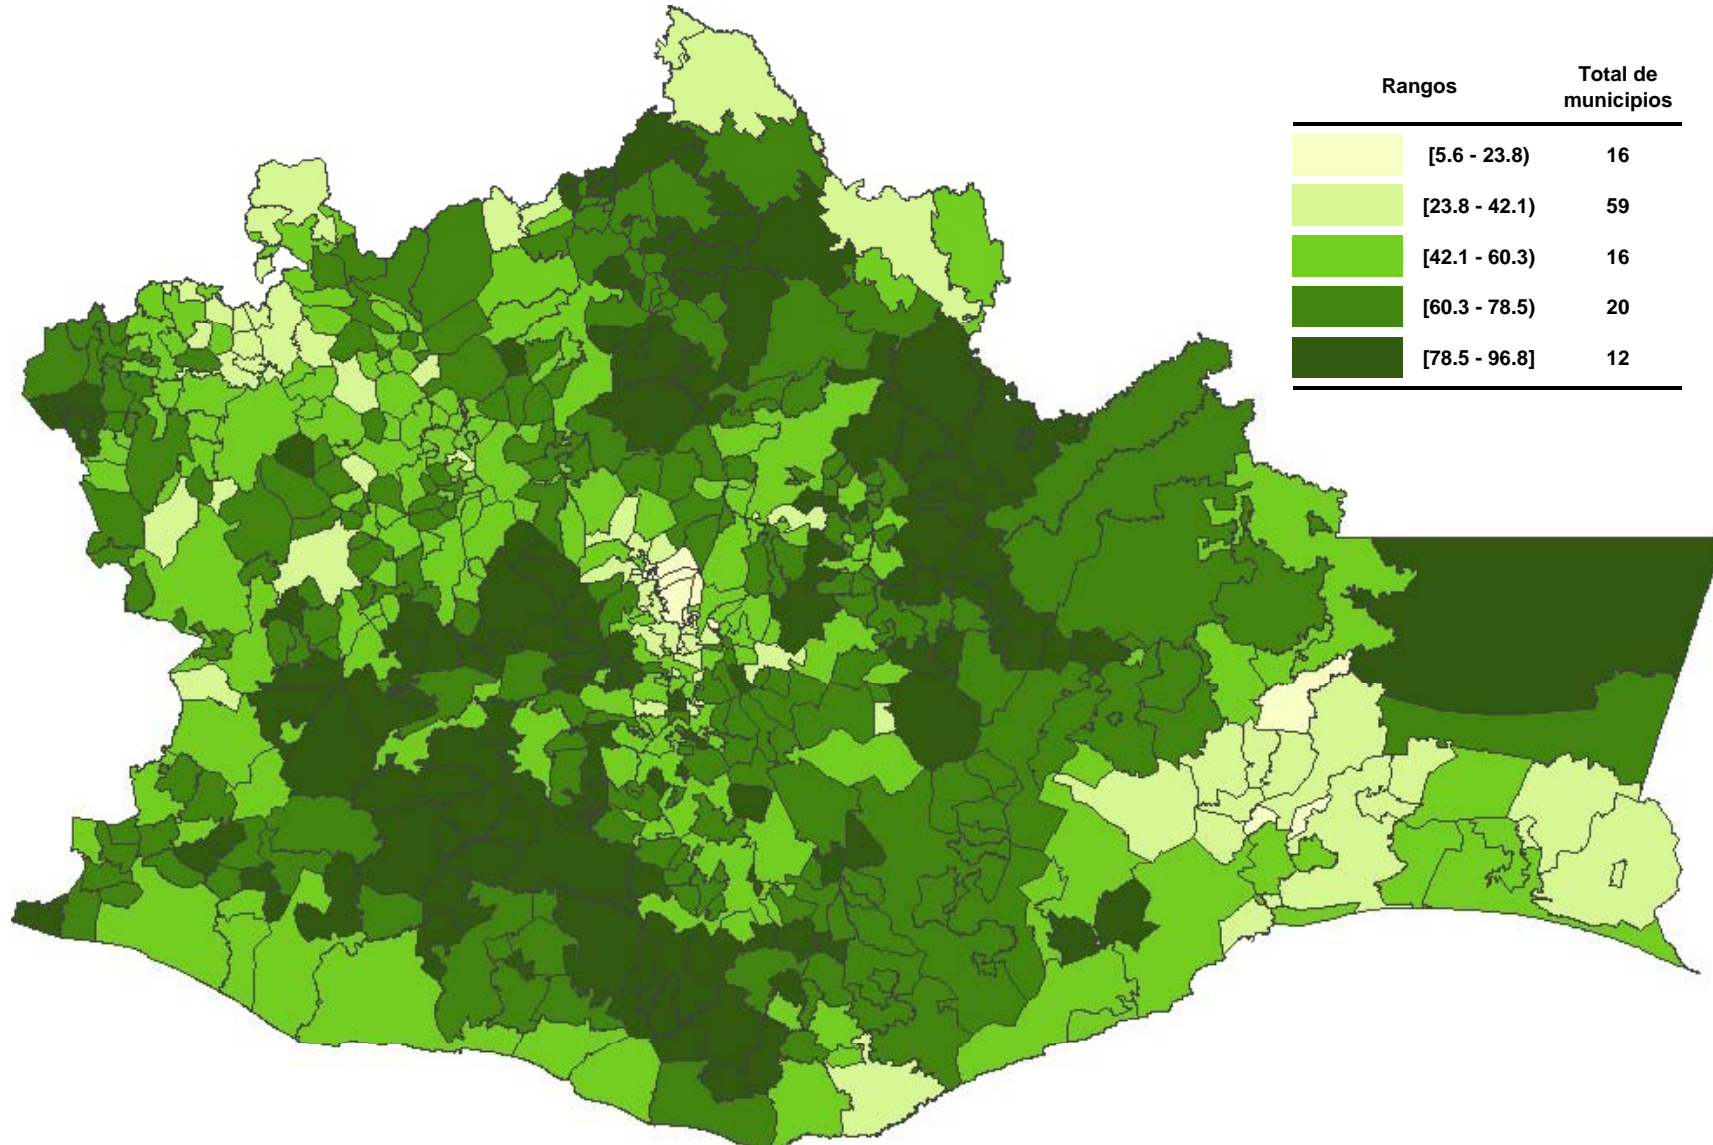 Rangos
Total de
municipios
[5.6 - 23.8) 16
[23.8 - 42.1) 59
[42.1 - 60.3) 16
[60.3 - 78.5) 20
[78.5 - 96.8] 12